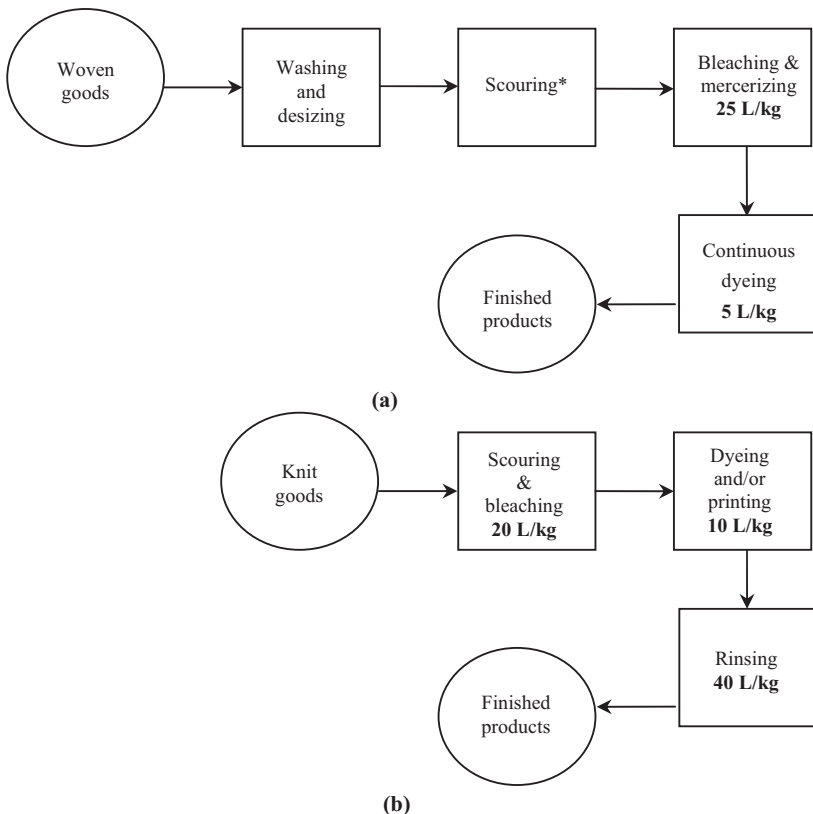 Woven
goods
Washing
and
desizing
Scouring*
Bleaching &
mercerizing
25 L/kg
Continuous
dyeing
5 L/kg
Finished
products
(a)
Knit
goods
Scouring
&
bleaching
20 L/kg
Dyeing
and/or
printing
10 L/kg
Rinsing
40 L/kg
Finished
products
(b)